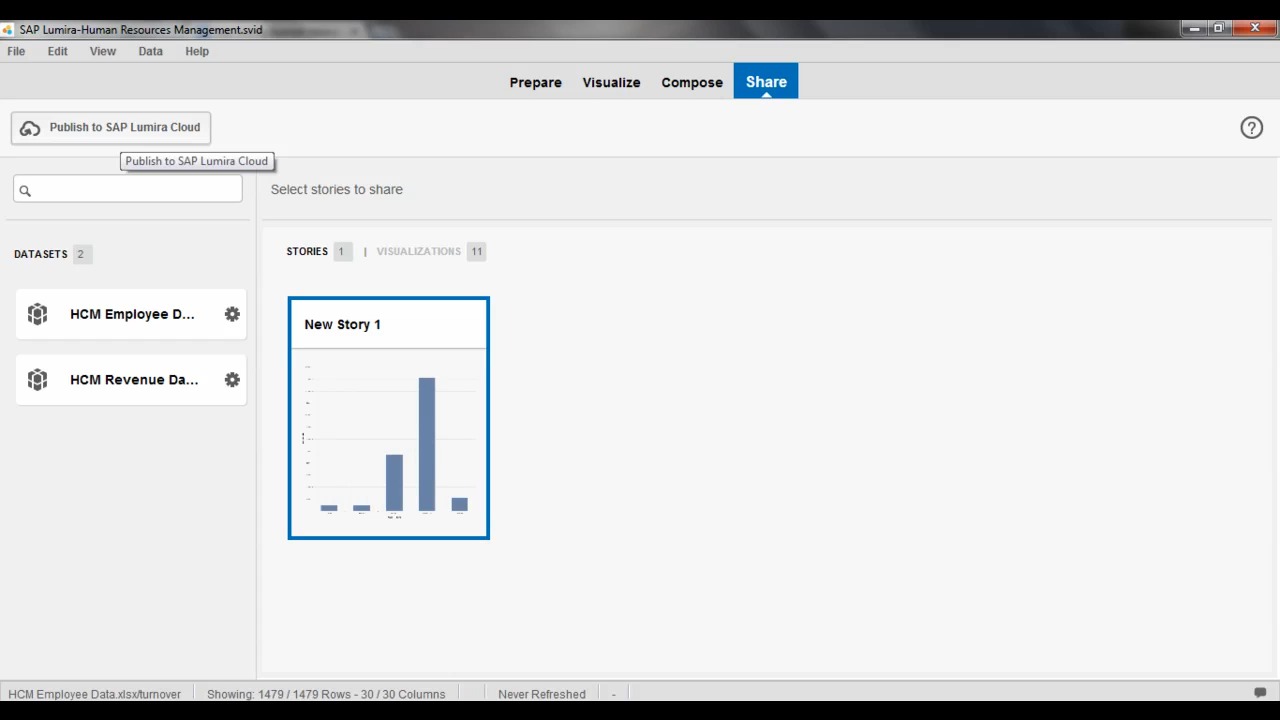 SAP Lumira-Human Resources Management.svid
File Edit View Data Help
Prepare Visualize Compose Share
Publish to SAP Lumira Cloud
Publish to SAP Lumira Cloud
Select stories to share
DATASETS 2
STORIES 1 | VISUALIZATIONS 11
HCM Employee D...
HCM Revenue Da...
New Story 1
HCM Employee Data.xlsx/turnover Showing: 1479 / 1479 Rows - 30 / 30 Columns Never Refreshed -